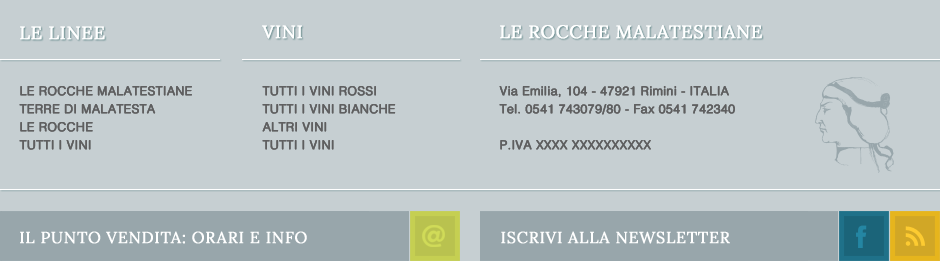 LE LINEE
LE ROCCHE MALATESTIANE
TERRE DI MALATESTA
LE ROCCHE
TUTTI I VINI
VINI
TUTTI I VINI ROSSI
TUTTI I VINI BIANCHE
ALTRI VINI
TUTTI I VINI
LE ROCCHE MALATESTIANE
Via Emilia, 104 - 47921 Rimini - ITALIA
Tel. 0541 743079/80 - Fax 0541 742340
P.IVA XXXX XXXXXXXXXX
IL PUNTO VENDITA: ORARI E INFO
@
ISCRIVI ALLA NEWSLETTER
f